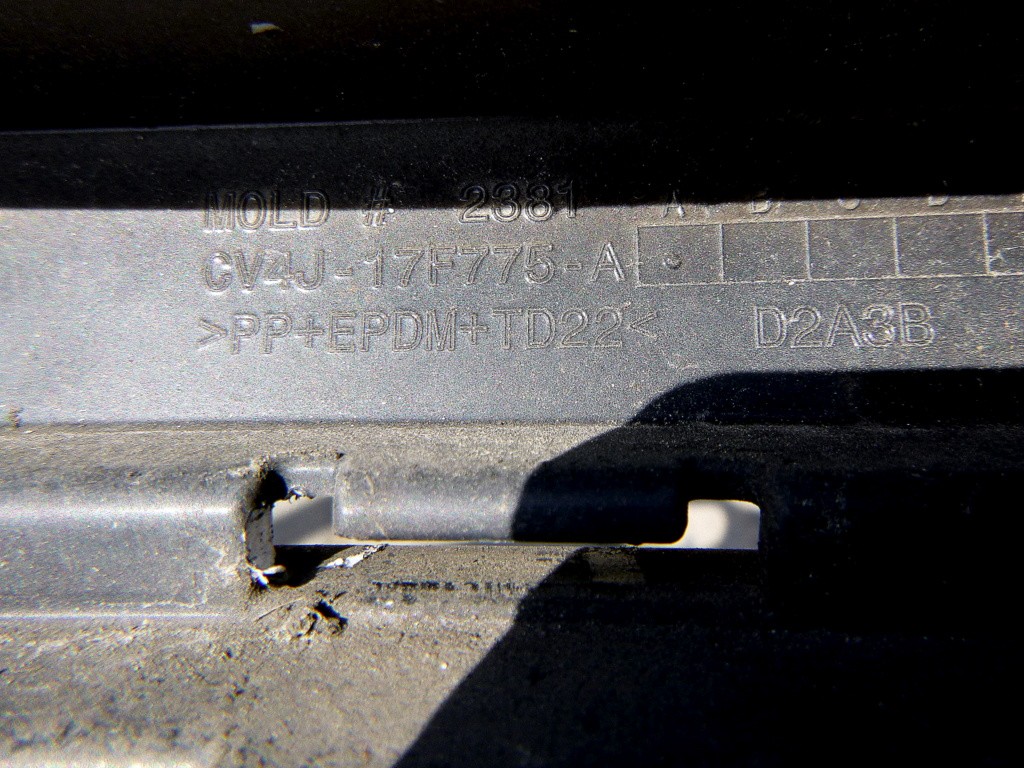 MOLD # 2381 A B C D
CV4J-17F775-A
>PP+EPDM+TD22< D2A3B